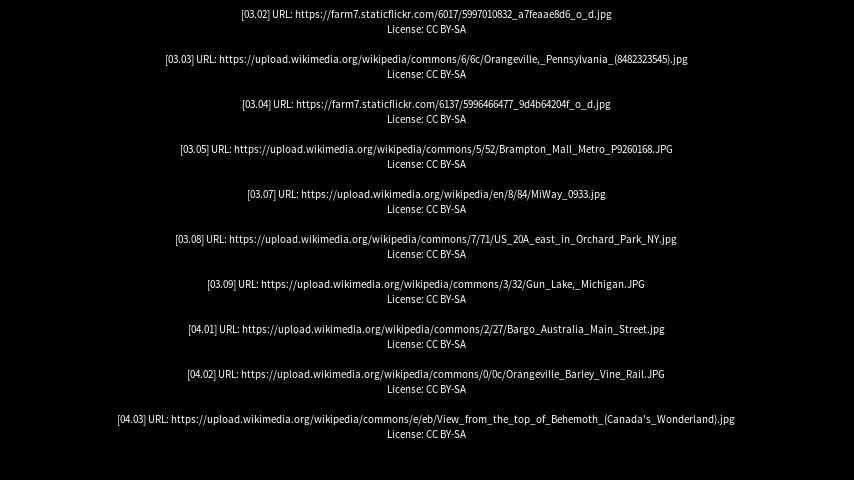 [03.02] URL: https://farm7.staticflickr.com/6017/5997010832_a7feaae8d6_o_d.jpg
License: CC BY-SA
[03.03] URL: https://upload.wikimedia.org/wikipedia/commons/6/6c/Orangeville,_Pennsylvania_(8482323545).jpg
License: CC BY-SA
[03.04] URL: https://farm7.staticflickr.com/6137/5996466477_9d4b64204f_o_d.jpg
License: CC BY-SA
[03.05] URL: https://upload.wikimedia.org/wikipedia/commons/5/52/Brampton_Mall_Metro_P9260168.JPG
License: CC BY-SA
[03.07] URL: https://upload.wikimedia.org/wikipedia/en/8/84/MiWay_0933.jpg
License: CC BY-SA
[03.08] URL: https://upload.wikimedia.org/wikipedia/commons/7/71/US_20A_east_in_Orchard_Park_NY.jpg
License: CC BY-SA
[03.09] URL: https://upload.wikimedia.org/wikipedia/commons/3/32/Gun_Lake,_Michigan.JPG
License: CC BY-SA
[04.01] URL: https://upload.wikimedia.org/wikipedia/commons/2/27/Bargo_Australia_Main_Street.jpg
License: CC BY-SA
[04.02] URL: https://upload.wikimedia.org/wikipedia/commons/0/0c/Orangeville_Barley_Vine_Rail.JPG
License: CC BY-SA
[04.03] URL: https://upload.wikimedia.org/wikipedia/commons/e/eb/View_from_the_top_of_Behemoth_(Canada's_Wonderland).jpg
License: CC BY-SA